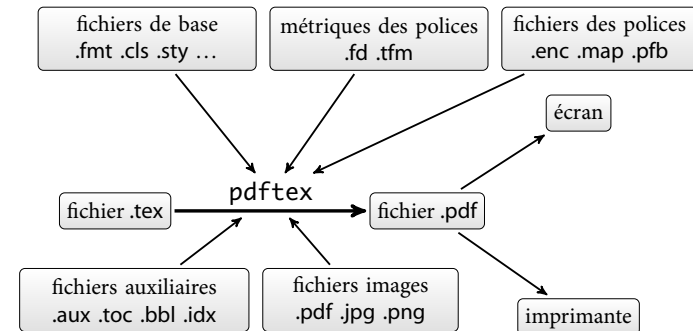 fichiers de base
.fmt .cls .sty …
métriques des polices
.fd .tfm
fichiers des polices
.enc .map .pfb
écran
pdftex
fichier .tex
fichier .pdf
fichiers auxiliaires
.aux .toc .bbl .idx
fichiers images
.pdf .jpg .png
imprimante